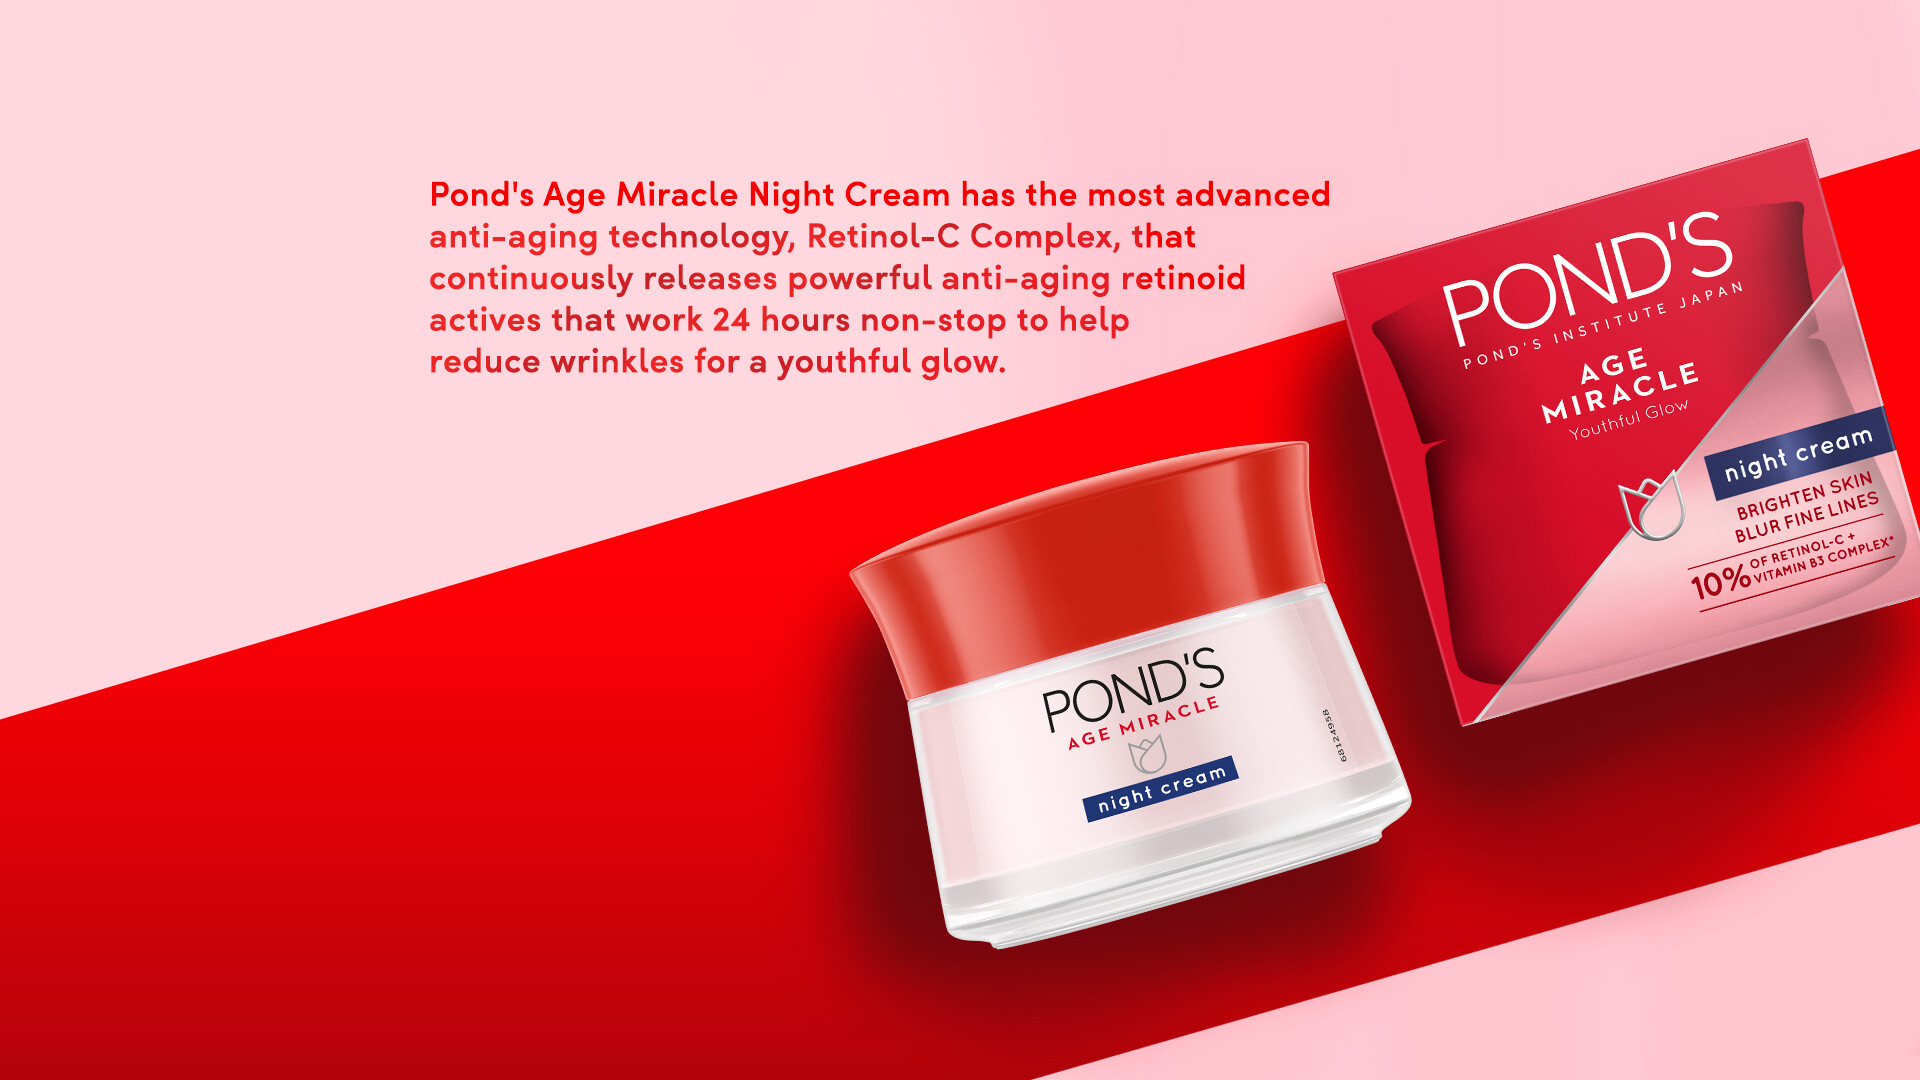 Pond's Age Miracle Night Cream has the most advanced
anti-aging technology, Retinol-C Complex, that
continuously releases powerful anti-aging retinoid
actives that work 24 hours non-stop to help
reduce wrinkles for a youthful glow.
POND'S
POND'S INSTITUTE JAPAN
AGE
MIRACLE
Youthful Glow
night cream
BRIGHTEN SKIN
BLUR FINE LINES
10% OF RETINOL-C +
VITAMIN B3 COMPLEX*
POND'S
AGE MIRACLE
night cream
68124958